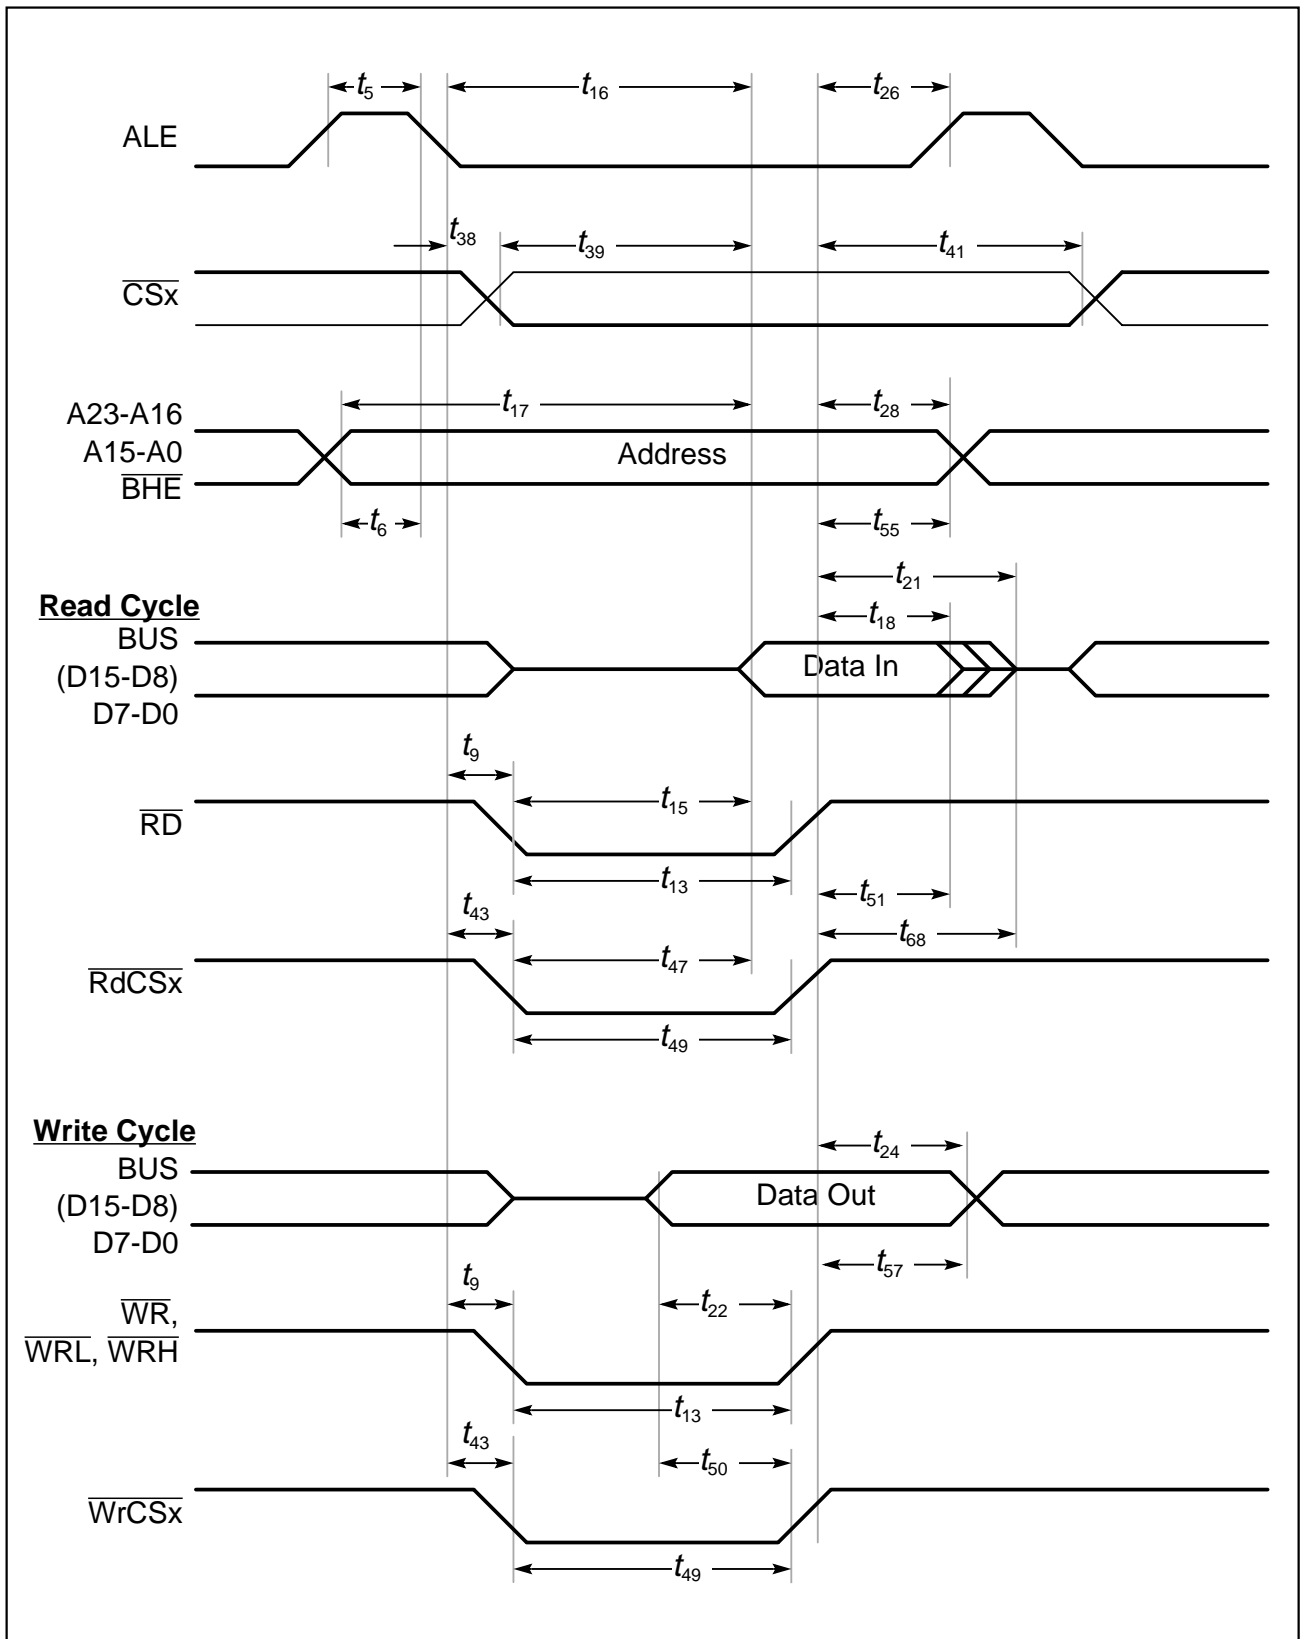 t5 t16 t26
ALE
t38 t39 t41
CSx
t17 t28
A23-A16
A15-A0
BHE
Address
t6 t55
t21
Read Cycle
t18
BUS
(D15-D8)
D7-D0
Data In
t9
t15
RD
t13
t51
t43
t68
t47
RdCSx
t49
Write Cycle
t24
BUS
(D15-D8)
D7-D0
Data Out
t57
t9
t22
WR,
WRL, WRH
t13
t43
t50
WrCSx
t49